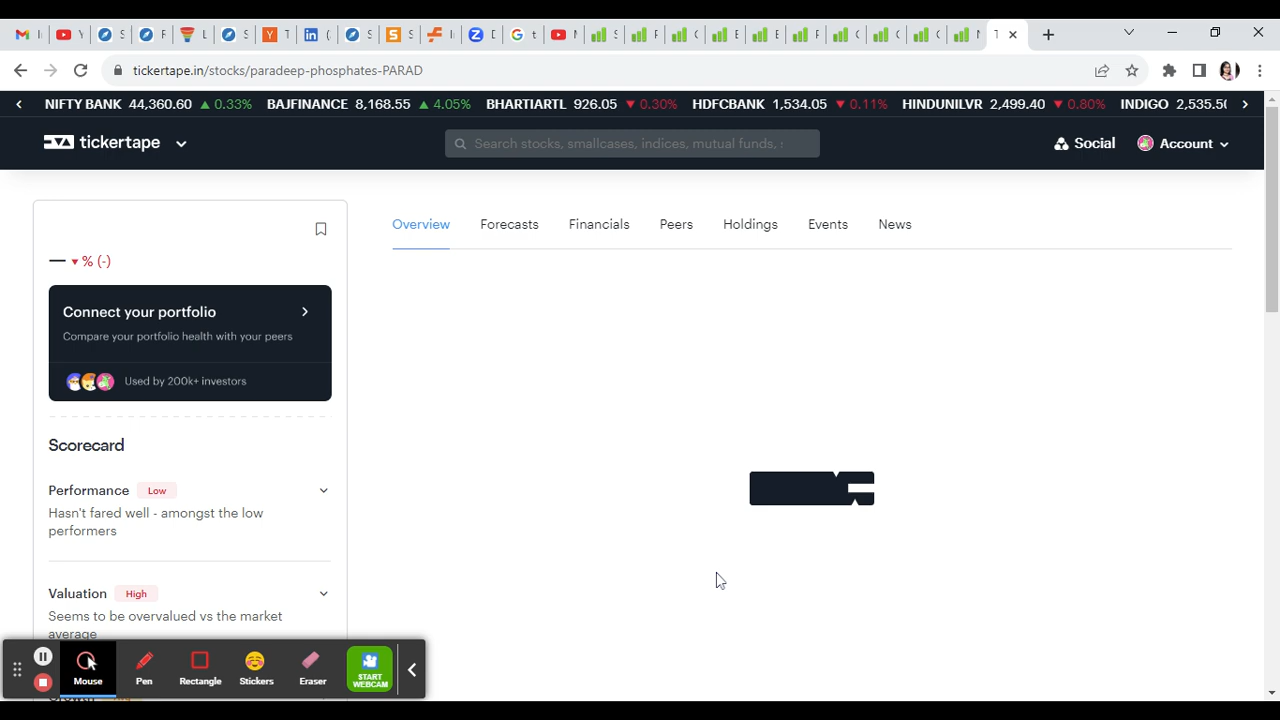 tickertape.in/stocks/paradeep-phosphates-PARAD
NIFTY BANK 44,360.60 ▲ 0.33% BAJFINANCE 8,168.55 ▲ 4.05% BHARTIARTL 926.05 ▼ 0.30% HDFCBANK 1,534.05 ▼ 0.11% HINDUNILVR 2,499.40 ▼ 0.80% INDIGO 2,535.50
tickertape
Search stocks, smallcases, indices, mutual funds,
Social
Account
Overview Forecasts Financials Peers Holdings Events News
— ▼ % (-)
Connect your portfolio
Compare your portfolio health with your peers
Used by 200k+ investors
Scorecard
Performance Low
Hasn't fared well - amongst the low
performers
Valuation High
Seems to be overvalued vs the market
average
Mouse Pen Rectangle Stickers Eraser START
WEBCAM